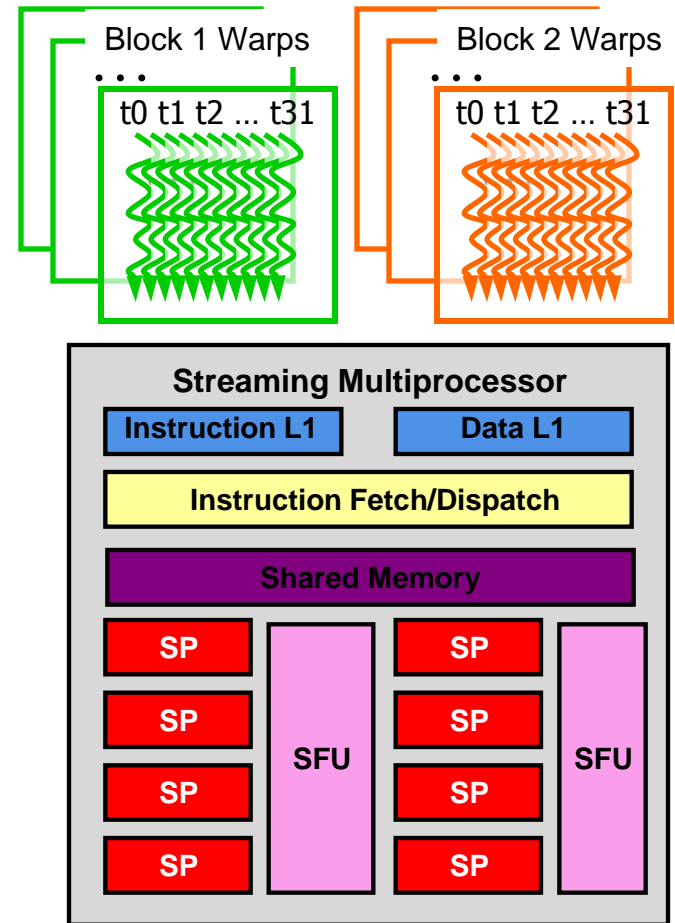 Block 1 Warps
Block 2 Warps
. . .
. . .
t0 t1 t2 ... t31
t0 t1 t2 ... t31
Streaming Multiprocessor
Instruction L1
Data L1
Instruction Fetch/Dispatch
Shared Memory
SP
SP
SP
SP
SFU
SFU
SP
SP
SP
SP